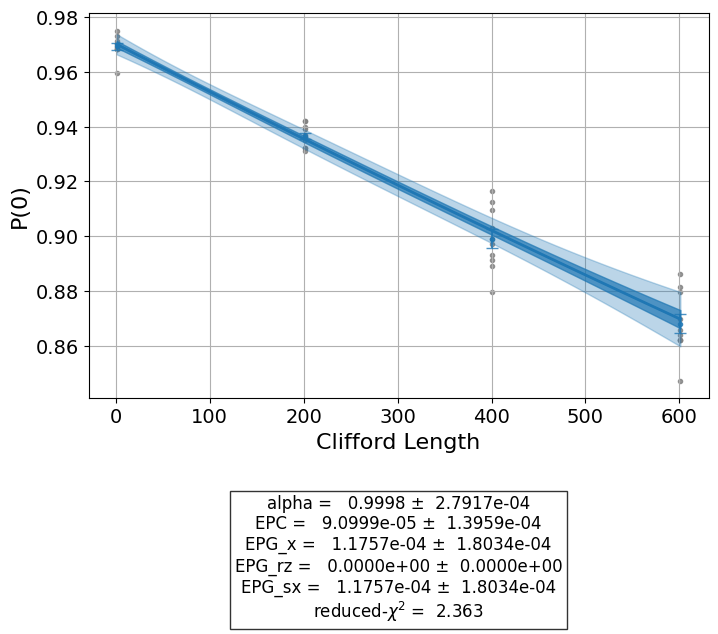 0.98
0.96
0.94
0.92
0.90
0.88
0.86
P(0)
0 100 200 300 400 500 600
Clifford Length
alpha = 0.9998 ± 2.7917e-04
EPC = 9.0999e-05 ± 1.3959e-04
EPG_x = 1.1757e-04 ± 1.8034e-04
EPG_rz = 0.0000e+00 ± 0.0000e+00
EPG_sx = 1.1757e-04 ± 1.8034e-04
reduced-χ² = 2.363